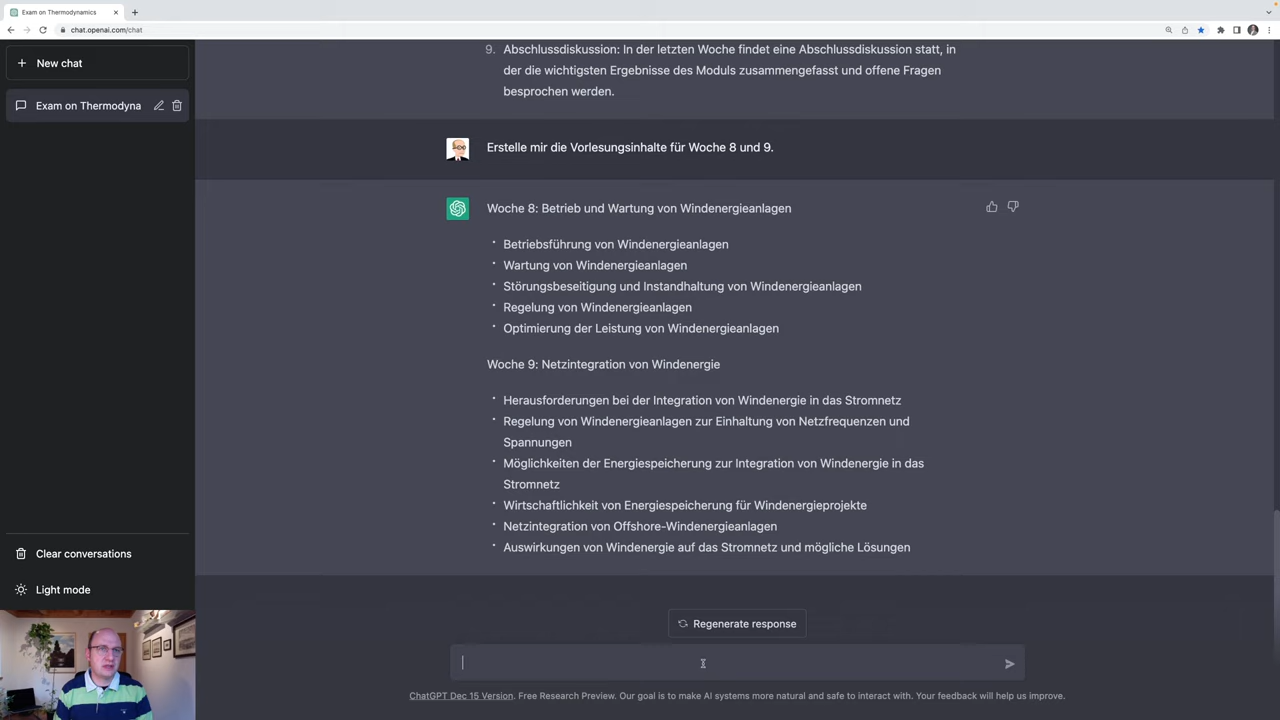 Exam on Thermodynamics
chat.openai.com/chat
New chat
Exam on Thermodyna
9. Abschlussdiskussion: In der letzten Woche findet eine Abschlussdiskussion statt, in
der die wichtigsten Ergebnisse des Moduls zusammengefasst und offene Fragen
besprochen werden.
Erstelle mir die Vorlesungsinhalte für Woche 8 und 9.
Woche 8: Betrieb und Wartung von Windenergieanlagen
Betriebsführung von Windenergieanlagen
Wartung von Windenergieanlagen
Störungsbeseitigung und Instandhaltung von Windenergieanlagen
Regelung von Windenergieanlagen
Optimierung der Leistung von Windenergieanlagen
Woche 9: Netzintegration von Windenergie
Herausforderungen bei der Integration von Windenergie in das Stromnetz
Regelung von Windenergieanlagen zur Einhaltung von Netzfrequenzen und
Spannungen
Möglichkeiten der Energiespeicherung zur Integration von Windenergie in das
Stromnetz
Wirtschaftlichkeit von Energiespeicherung für Windenergieprojekte
Netzintegration von Offshore-Windenergieanlagen
Auswirkungen von Windenergie auf das Stromnetz und mögliche Lösungen
Clear conversations
Light mode
Regenerate response
ChatGPT Dec 15 Version. Free Research Preview. Our goal is to make AI systems more natural and safe to interact with. Your feedback will help us improve.